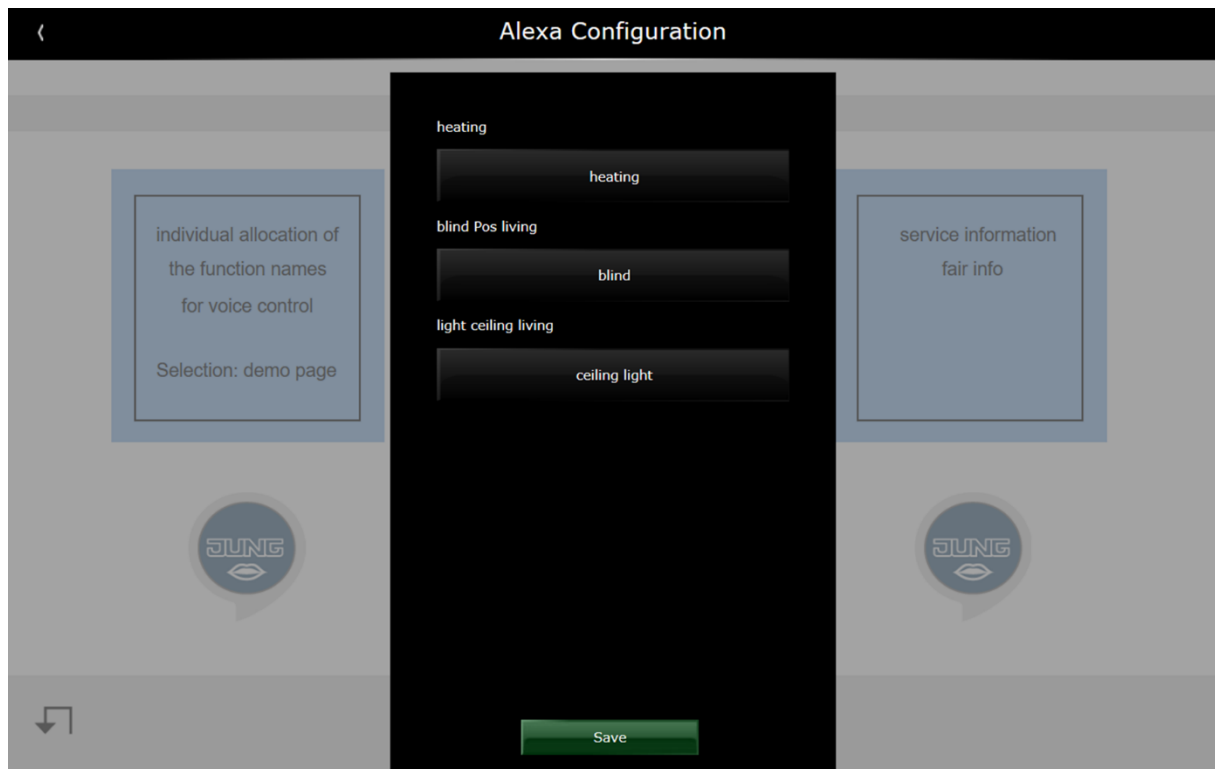 Alexa Configuration
individual allocation of
the function names
for voice control
Selection: demo page
JUNG
heating
heating
blind Pos living
blind
light ceiling living
ceiling light
Save
service information
fair info
JUNG